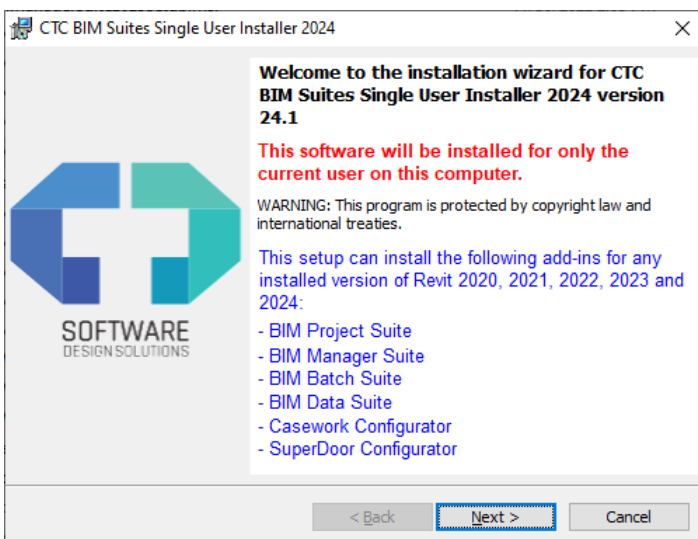 CTC BIM Suites Single User Installer 2024
Welcome to the installation wizard for CTC
BIM Suites Single User Installer 2024 version
24.1
This software will be installed for only the
current user on this computer.
WARNING: This program is protected by copyright law and
international treaties.
This setup can install the following add-ins for any
installed version of Revit 2020, 2021, 2022, 2023 and
2024:
- BIM Project Suite
- BIM Manager Suite
- BIM Batch Suite
- BIM Data Suite
- Casework Configurator
- SuperDoor Configurator
SOFTWARE
DESIGN SOLUTIONS
< Back
Next >
Cancel